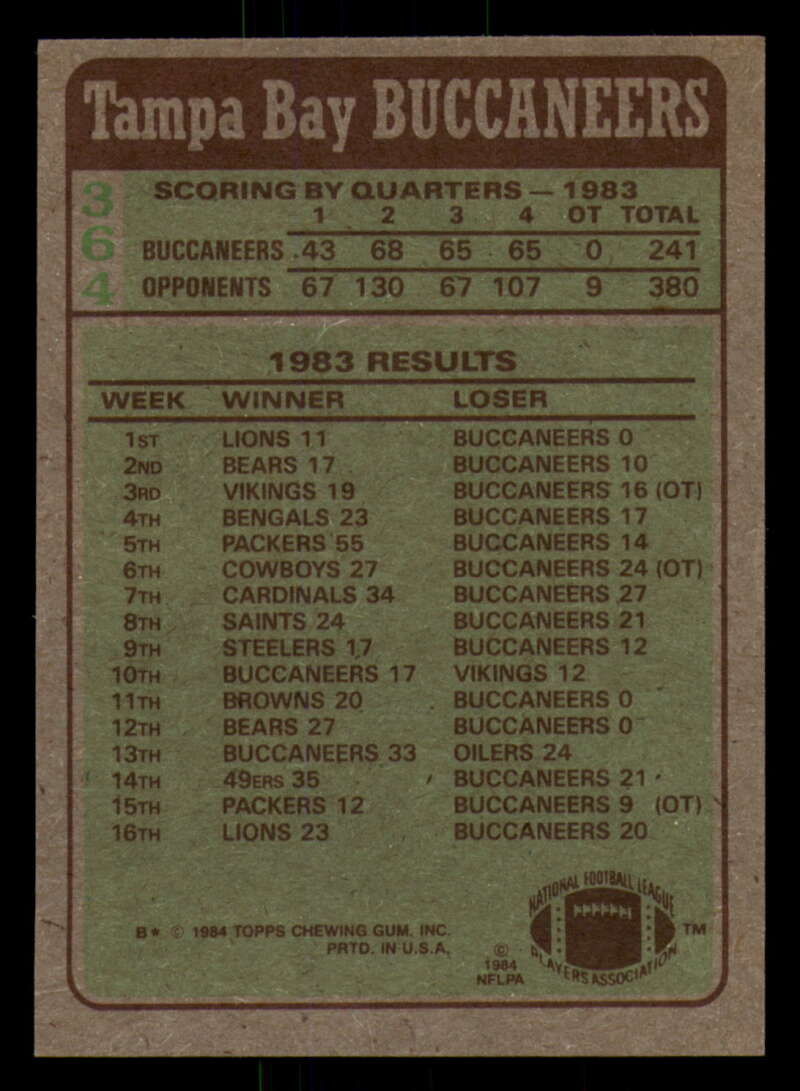 Tampa Bay BUCCANEERS
364
SCORING BY QUARTERS — 1983
1 2 3 4 OT TOTAL
BUCCANEERS 43 68 65 65 0 241
OPPONENTS 67 130 67 107 9 380
1983 RESULTS
WEEK WINNER LOSER
1ST LIONS 11 BUCCANEERS 0
2ND BEARS 17 BUCCANEERS 10
3RD VIKINGS 19 BUCCANEERS 16 (OT)
4TH BENGALS 23 BUCCANEERS 17
5TH PACKERS 55 BUCCANEERS 14
6TH COWBOYS 27 BUCCANEERS 24 (OT)
7TH CARDINALS 34 BUCCANEERS 27
8TH SAINTS 24 BUCCANEERS 21
9TH STEELERS 17 BUCCANEERS 12
10TH BUCCANEERS 17 VIKINGS 12
11TH BROWNS 20 BUCCANEERS 0
12TH BEARS 27 BUCCANEERS 0
13TH BUCCANEERS 33 OILERS 24
14TH 49ERS 35 BUCCANEERS 21
15TH PACKERS 12 BUCCANEERS 9 (OT)
16TH LIONS 23 BUCCANEERS 20
B* © 1984 TOPPS CHEWING GUM, INC.
PRTD. IN U.S.A.
© 1984 NFLPA
NATIONAL FOOTBALL LEAGUE
PLAYERS ASSOCIATION
TM